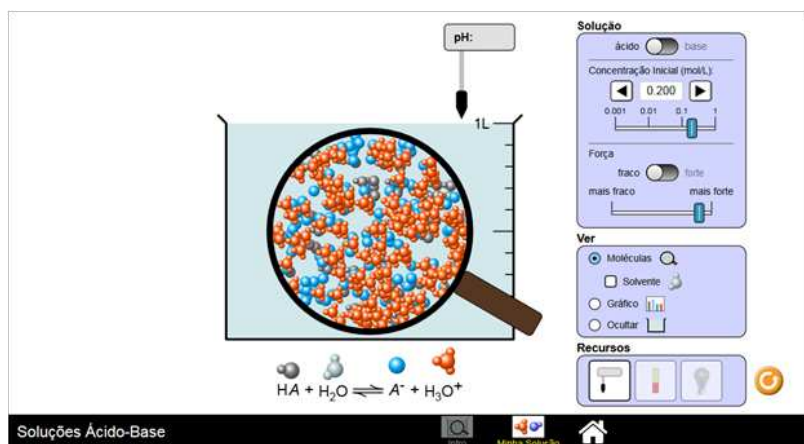 pH:
1L
HA + H₂O ⇌ A⁻ + H₃O⁺
Solução
ácido base
Concentração Inicial (mol/L):
0.200
0.001 0.01 0.1 1
Força
fraco forte
mais fraco mais forte
Ver
Moléculas
Solvente
Gráfico
Ocultar
Recursos
Soluções Ácido-Base
Intro
Minha Solução